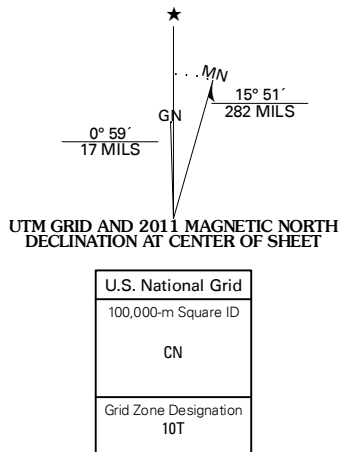 MN
15° 51´
282 MILS
GN
0° 59´
17 MILS
UTM GRID AND 2011 MAGNETIC NORTH
DECLINATION AT CENTER OF SHEET
U.S. National Grid
100,000-m Square ID
CN
Grid Zone Designation
10T